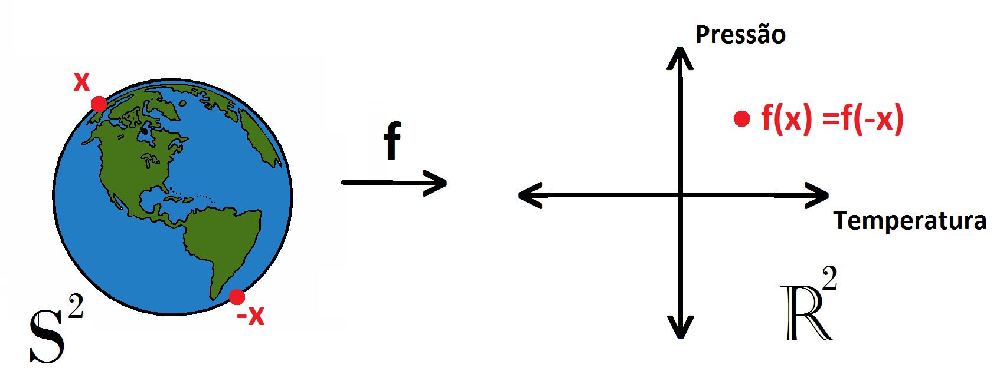 x
-x
S²
f
Pressão
f(x) =f(-x)
Temperatura
ℝ²